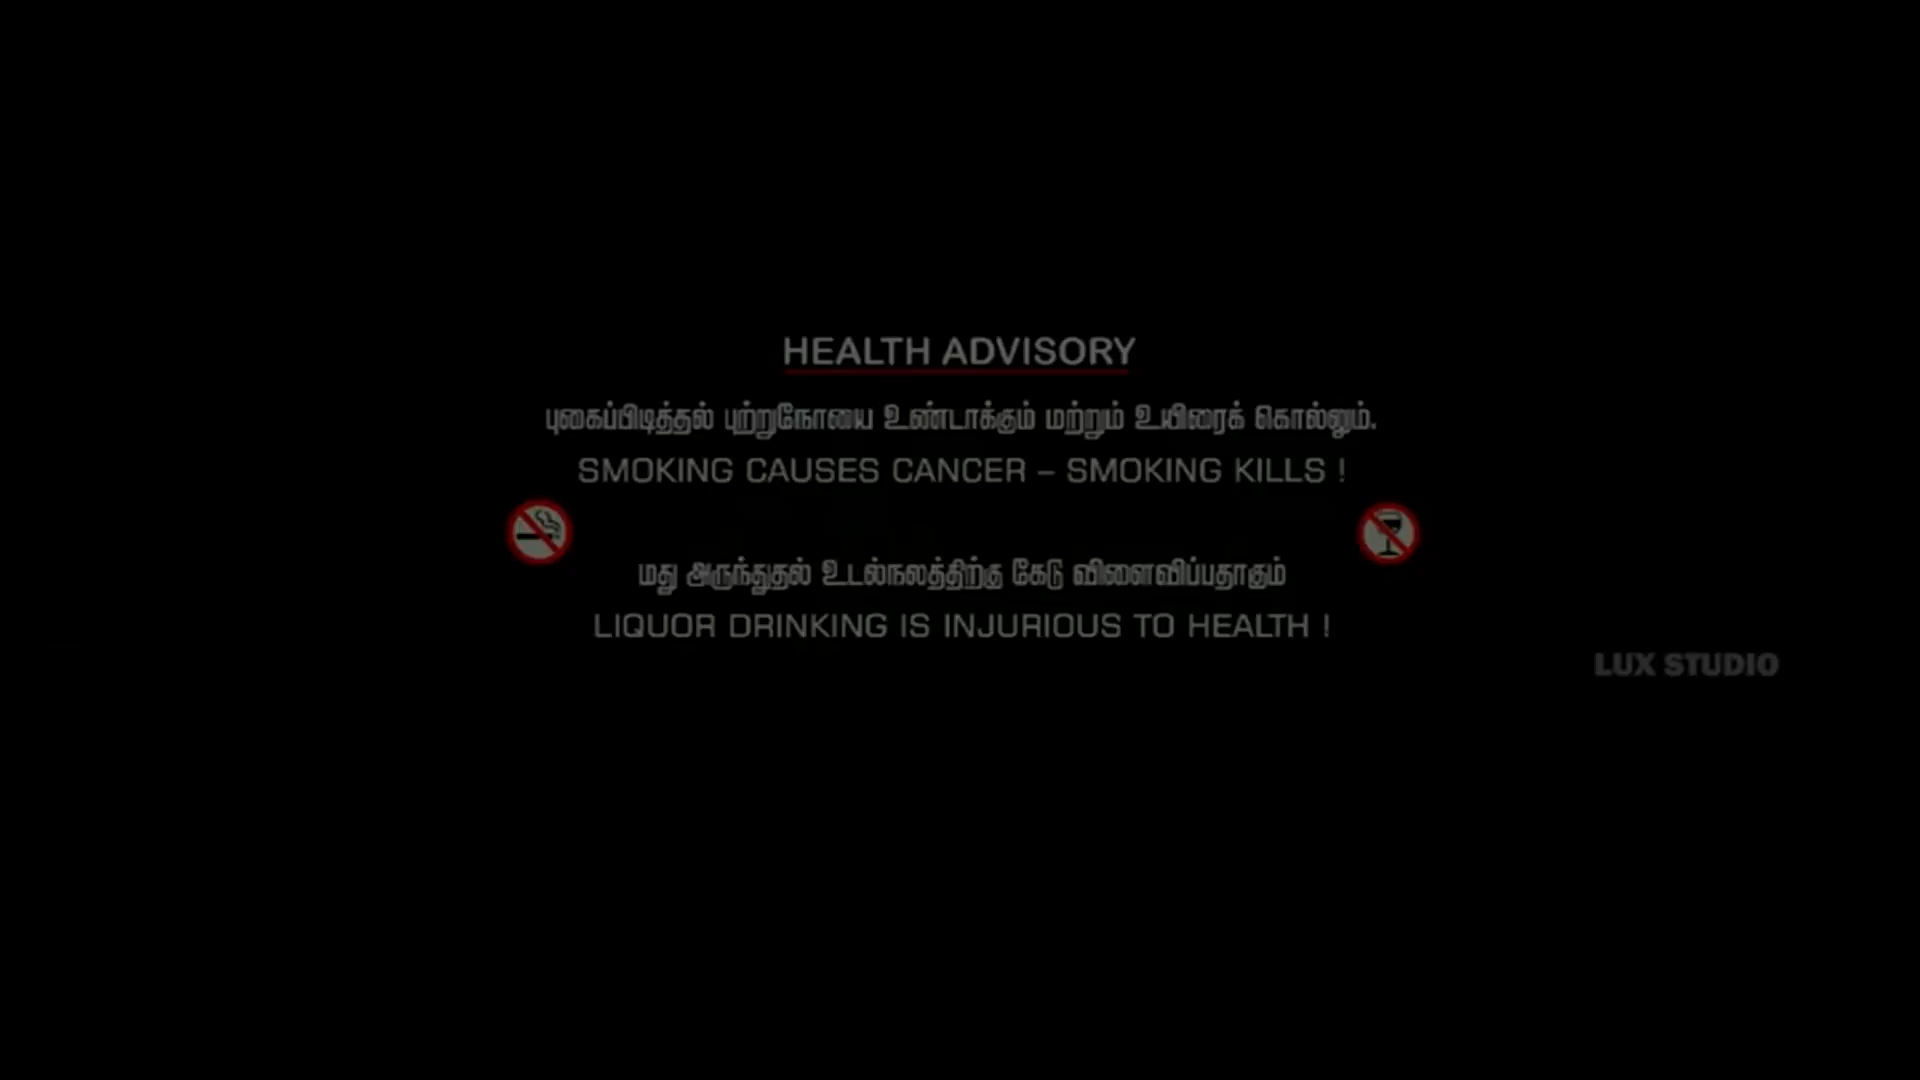 HEALTH ADVISORY
புகைப்பிடித்தல் புற்றுநோயை உண்டாக்கும் மற்றும் உயிரைக் கொல்லும்.
SMOKING CAUSES CANCER – SMOKING KILLS !
மது அருந்துதல் உடல்நலத்திற்கு கேடு விளைவிப்பதாகும்
LIQUOR DRINKING IS INJURIOUS TO HEALTH !
LUX STUDIO